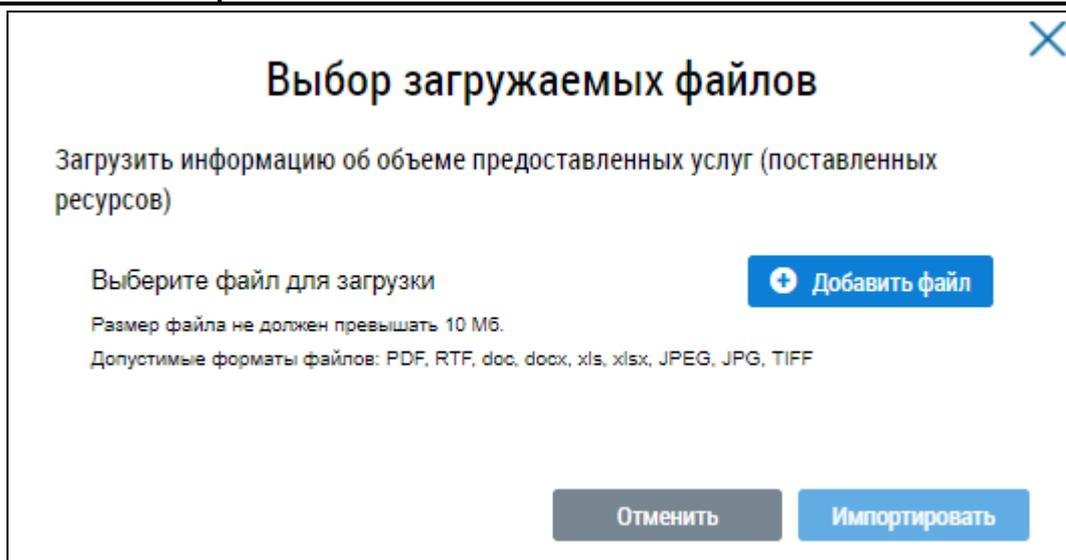 Выбор загружаемых файлов
Загрузить информацию об объеме предоставленных услуг (поставленных
ресурсов)
Выберите файл для загрузки
Добавить файл
Размер файла не должен превышать 10 Мб.
Допустимые форматы файлов: PDF, RTF, doc, docx, xls, xlsx, JPEG, JPG, TIFF
Отменить
Импортировать